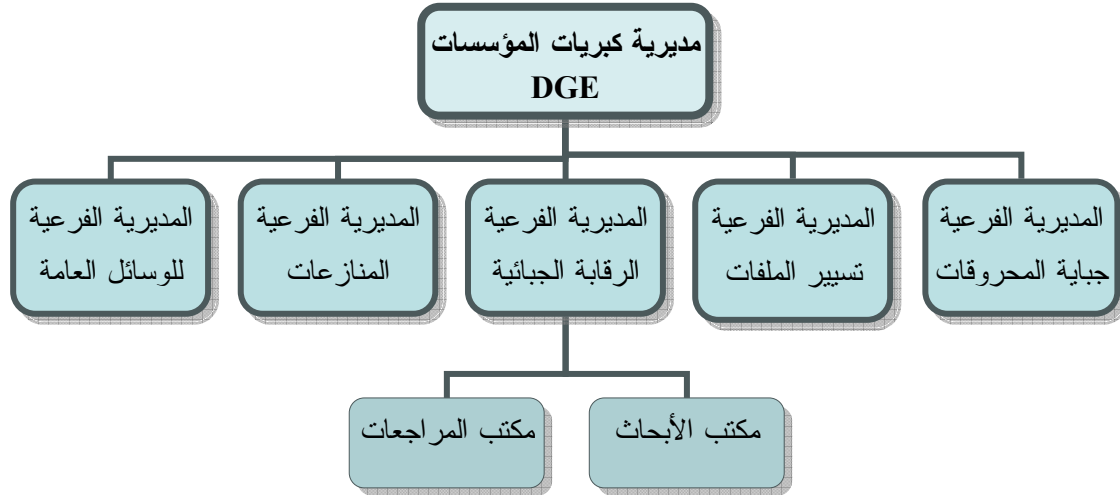 مديرية كبريات المؤسسات
DGE
المديرية الفرعية
جباية المحروقات
المديرية الفرعية
تسيير الملفات
المديرية الفرعية
الرقابة الجبائية
المديرية الفرعية
المنازعات
المديرية الفرعية
للوسائل العامة
مكتب الأبحاث
مكتب المراجعات